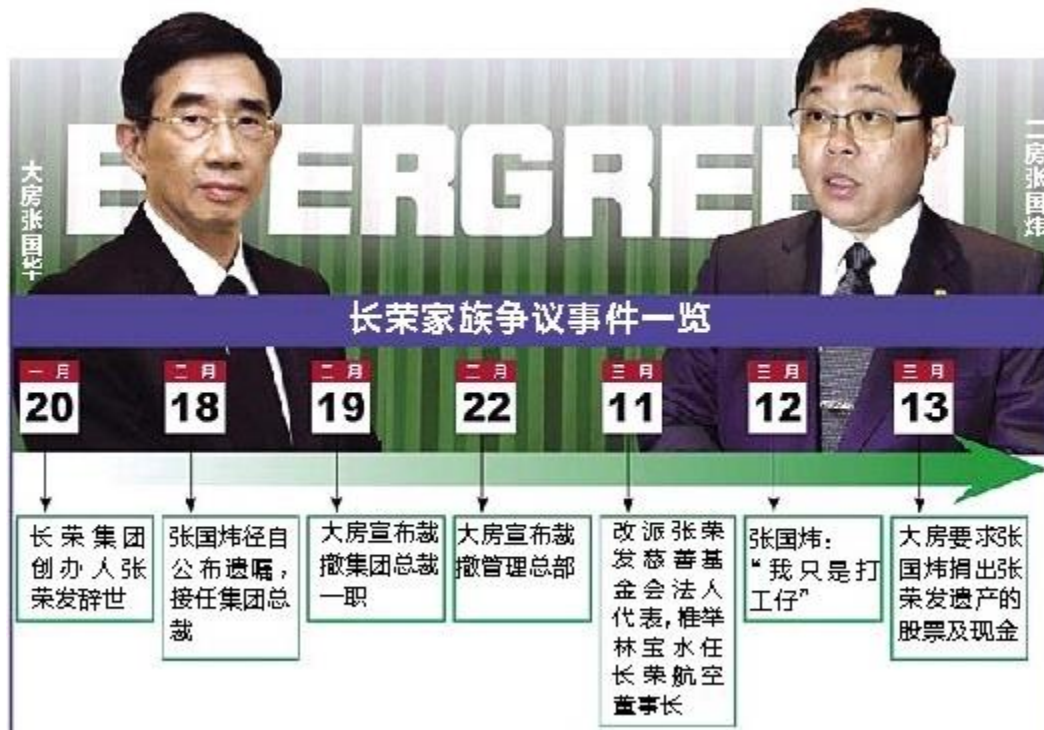 EVERGREEN
大房张国华
二房张国炜
长荣家族争议事件一览
一月
20
二月
18
二月
19
二月
22
三月
11
三月
12
三月
13
长荣集团
创办人张
荣发辞世
张国炜径自
公布遗嘱，
接任集团总
裁
大房宣布裁
撤集团总裁
一职
大房宣布裁
撤管理总部
改派张荣
发慈善基
金会法人
代表，推举
林宝水任
长荣航空
董事长
张国炜：
“我只是打
工仔”
大房要求张
国炜捐出张
荣发遗产的
股票及现金